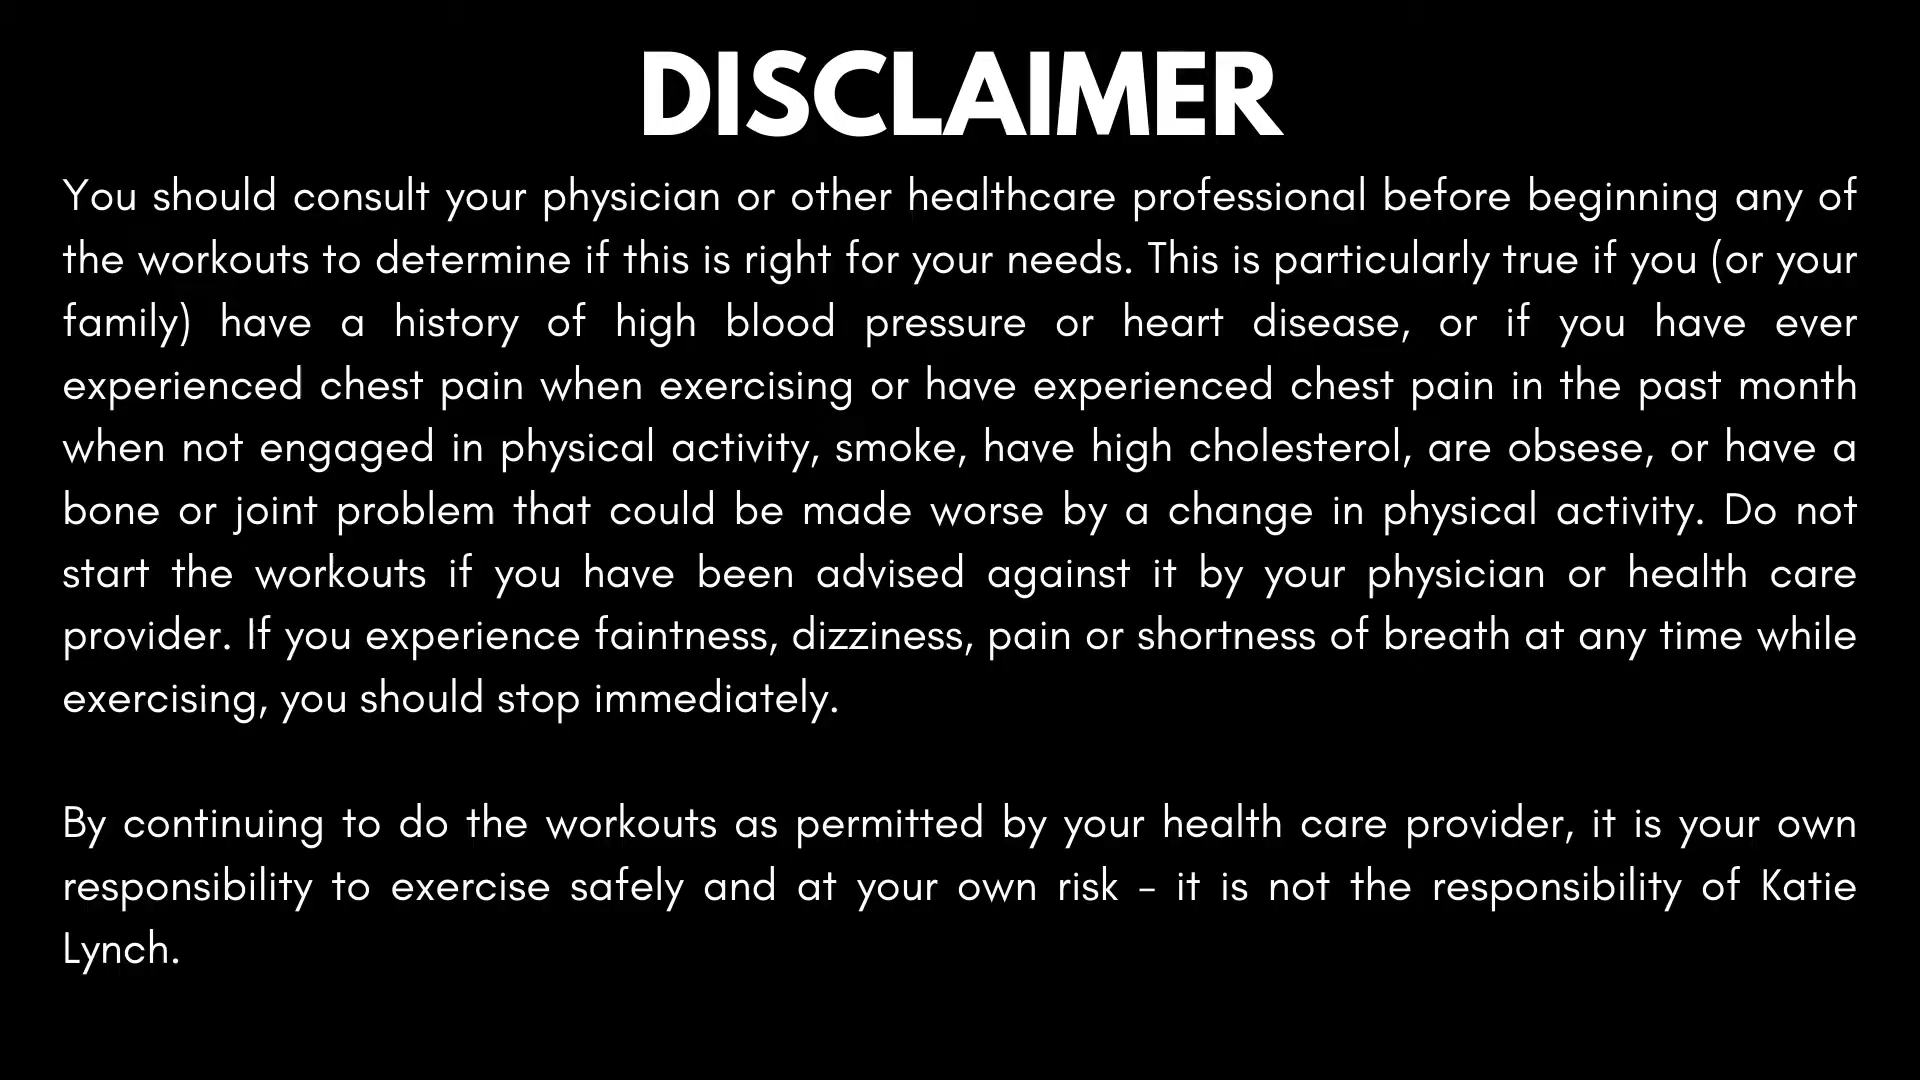 DISCLAIMER
You should consult your physician or other healthcare professional before beginning any of
the workouts to determine if this is right for your needs. This is particularly true if you (or your
family) have a history of high blood pressure or heart disease, or if you have ever
experienced chest pain when exercising or have experienced chest pain in the past month
when not engaged in physical activity, smoke, have high cholesterol, are obsese, or have a
bone or joint problem that could be made worse by a change in physical activity. Do not
start the workouts if you have been advised against it by your physician or health care
provider. If you experience faintness, dizziness, pain or shortness of breath at any time while
exercising, you should stop immediately.
By continuing to do the workouts as permitted by your health care provider, it is your own
responsibility to exercise safely and at your own risk - it is not the responsibility of Katie
Lynch.